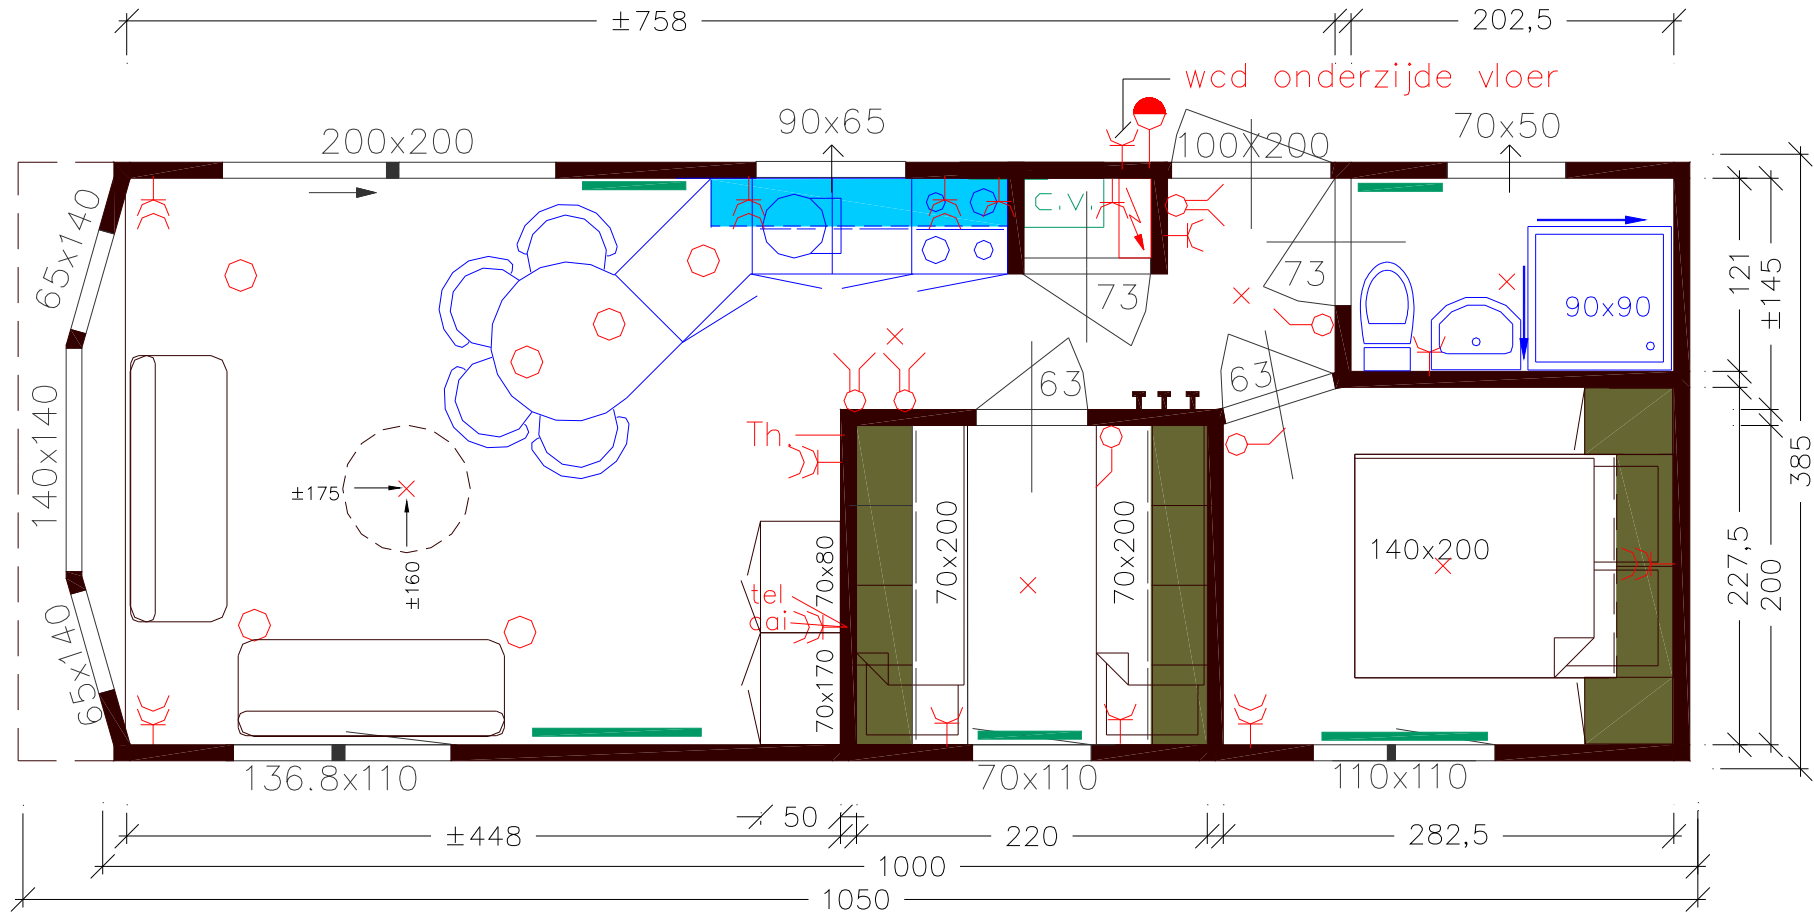 ±758
202,5
wcd onderzijde vloer
200x200
90x65
100X200
70x50
65x140
c.v.
73
73
90x90
121
±145
63
63
140x140
Th.
±175
±160
70x200
70x200
140x200
385
227,5
200
70x80
tel
cai
65x140
70x170
136.8x110
70x110
110x110
50
±448
220
282,5
1000
1050